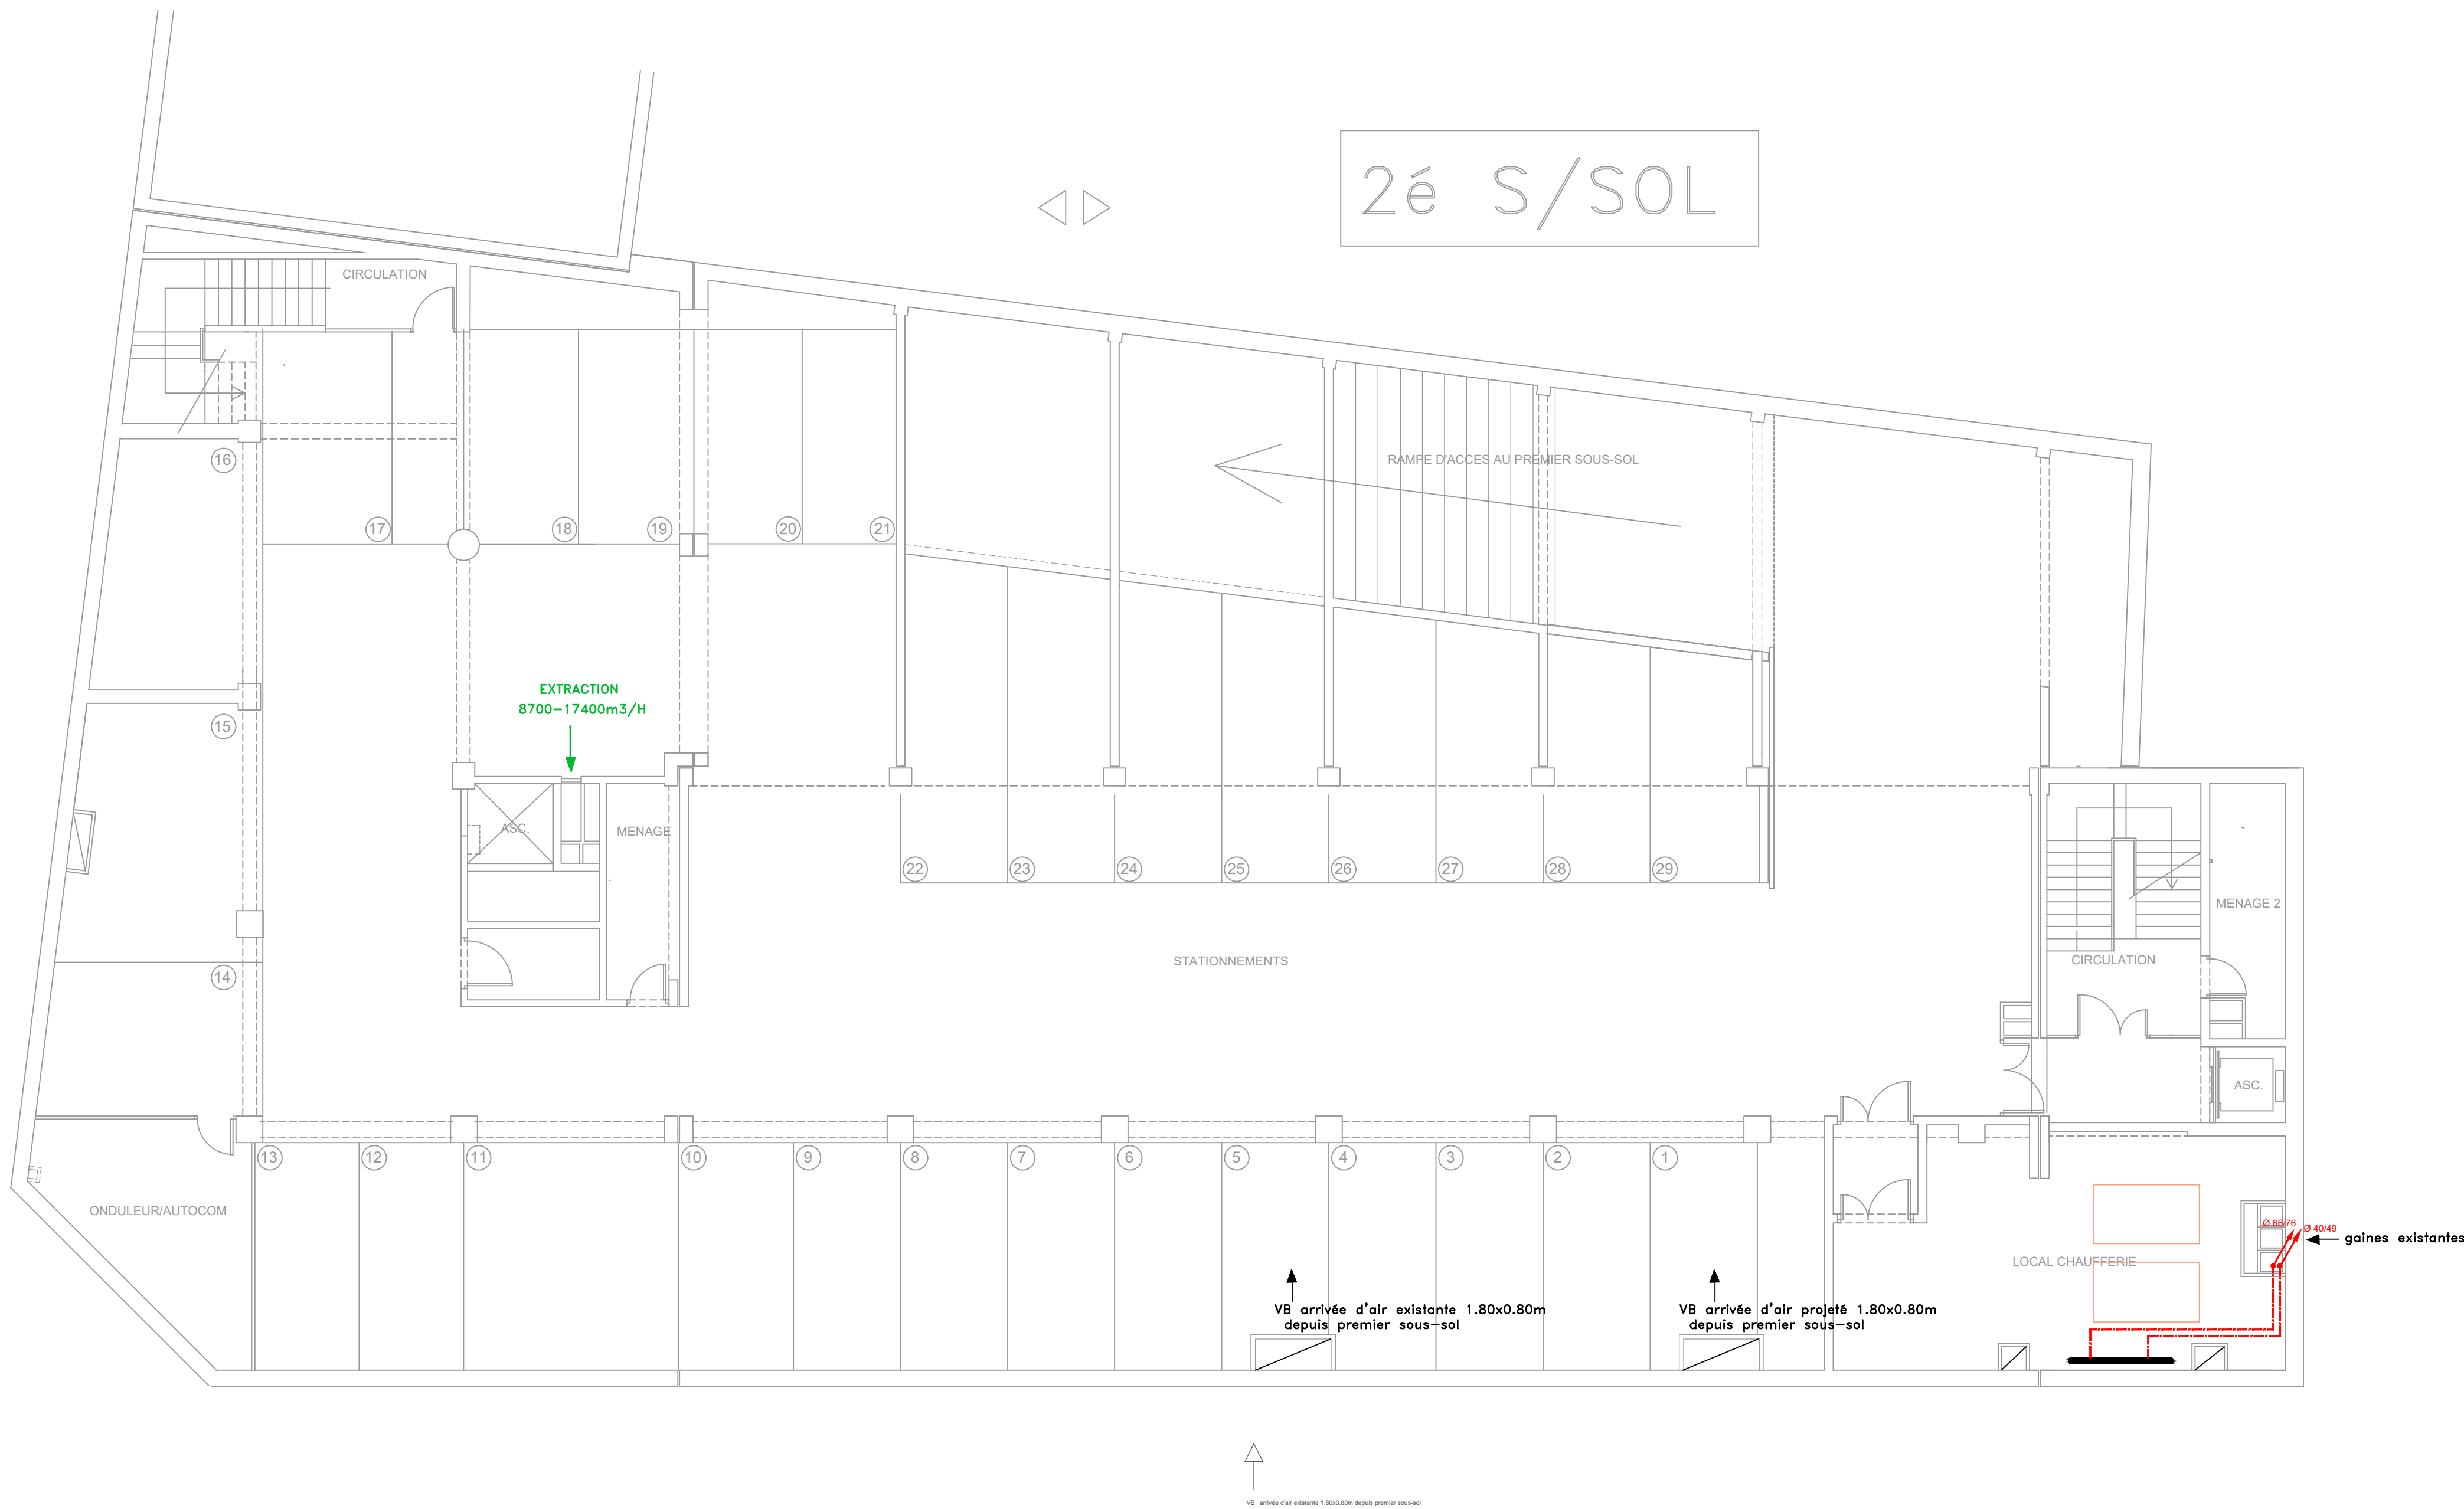 2é S/SOL
CIRCULATION
RAMPE D'ACCES AU PREMIER SOUS-SOL
16
17
18
19
20
21
EXTRACTION
8700-17400m3/H
15
ASC.
MENAGE
22
23
24
25
26
27
28
29
MENAGE 2
STATIONNEMENTS
CIRCULATION
14
ASC.
13
12
11
10
9
8
7
6
5
4
3
2
1
ONDULEUR/AUTOCOM
Ø 66/76
Ø 40/49
gaines existantes
LOCAL CHAUFFERIE
VB arrivée d'air existante 1.80x0.80m
depuis premier sous-sol
VB arrivée d'air projeté 1.80x0.80m
depuis premier sous-sol
VB arrivée d'air existante 1.80x0.80m depuis premier sous-sol